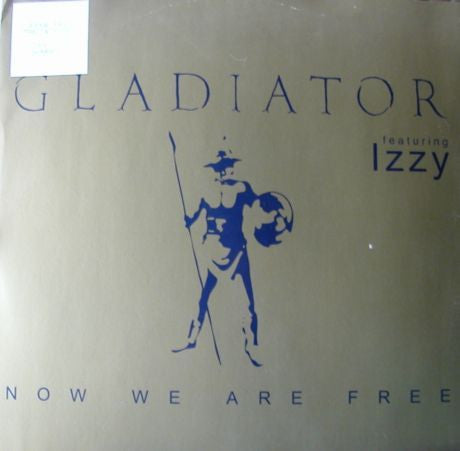 GLADIATOR
featuring
Izzy
NOW WE ARE FREE